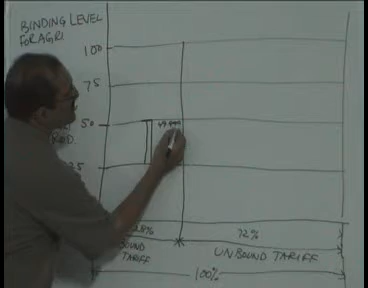 BINDING LEVEL
FOR AGRI
100
75
50
25
28%
72%
BOUND
TARIFF
UNBOUND TARIFF
100%